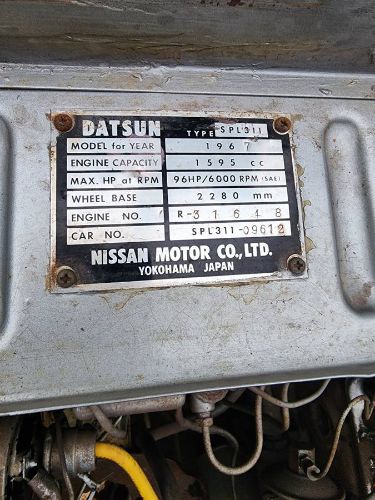 DATSUN TYPE SPL311
MODEL for YEAR 1967
ENGINE CAPACITY 1595 cc
MAX. HP at RPM 96HP/6000 RPM (SAE)
WHEEL BASE 2280 mm
ENGINE NO. R-31648
CAR NO. SPL311-09612
NISSAN MOTOR CO., LTD.
YOKOHAMA JAPAN